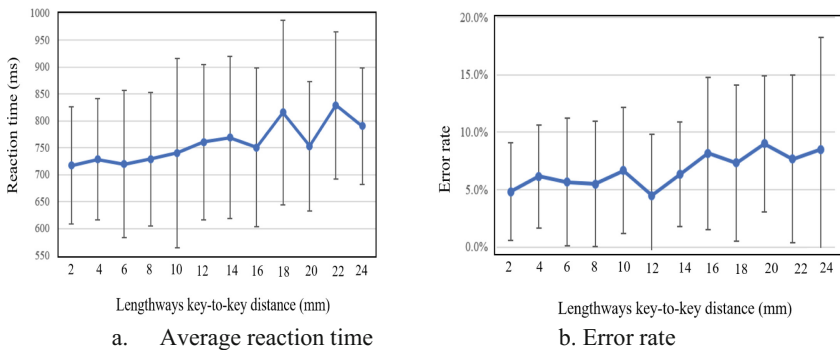 1000
950
900
850
800
750
700
650
600
550
Reaction time (ms)
2 4 6 8 10 12 14 16 18 20 22 24
Lengthways key-to-key distance (mm)
a. Average reaction time
20.0%
15.0%
10.0%
5.0%
0.0%
Error rate
2 4 6 8 10 12 14 16 18 20 22 24
Lengthways key-to-key distance (mm)
b. Error rate